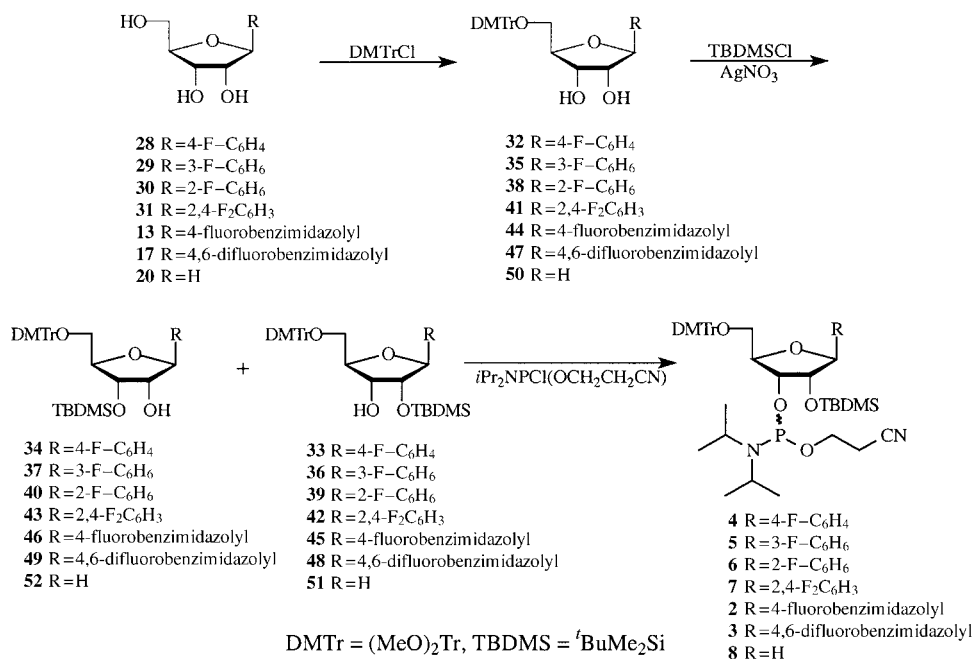 HO R
O
HO OH
DMTrCl
DMTrO R
O
HO OH
TBDMSCl
AgNO3
28 R=4-F–C6H4
29 R=3-F–C6H6
30 R=2-F–C6H6
31 R=2,4-F2C6H3
13 R=4-fluorobenzimidazolyl
17 R=4,6-difluorobenzimidazolyl
20 R=H
32 R=4-F–C6H4
35 R=3-F–C6H6
38 R=2-F–C6H6
41 R=2,4-F2C6H3
44 R=4-fluorobenzimidazolyl
47 R=4,6-difluorobenzimidazolyl
50 R=H
DMTrO R
O
TBDMSO OH
+
DMTrO R
O
HO OTBDMS
iPr2NPCl(OCH2CH2CN)
DMTrO R
O
O OTBDMS
N P O CN
34 R=4-F–C6H4
37 R=3-F–C6H6
40 R=2-F–C6H6
43 R=2,4-F2C6H3
46 R=4-fluorobenzimidazolyl
49 R=4,6-difluorobenzimidazolyl
52 R=H
33 R=4-F–C6H4
36 R=3-F–C6H6
39 R=2-F–C6H6
42 R=2,4-F2C6H3
45 R=4-fluorobenzimidazolyl
48 R=4,6-difluorobenzimidazolyl
51 R=H
4 R=4-F-C6H4
5 R=3-F–C6H6
6 R=2-F–C6H6
7 R=2,4-F2C6H3
2 R=4-fluorobenzimidazolyl
3 R=4,6-difluorobenzimidazolyl
8 R=H
DMTr = (MeO)2Tr, TBDMS = tBuMe2Si